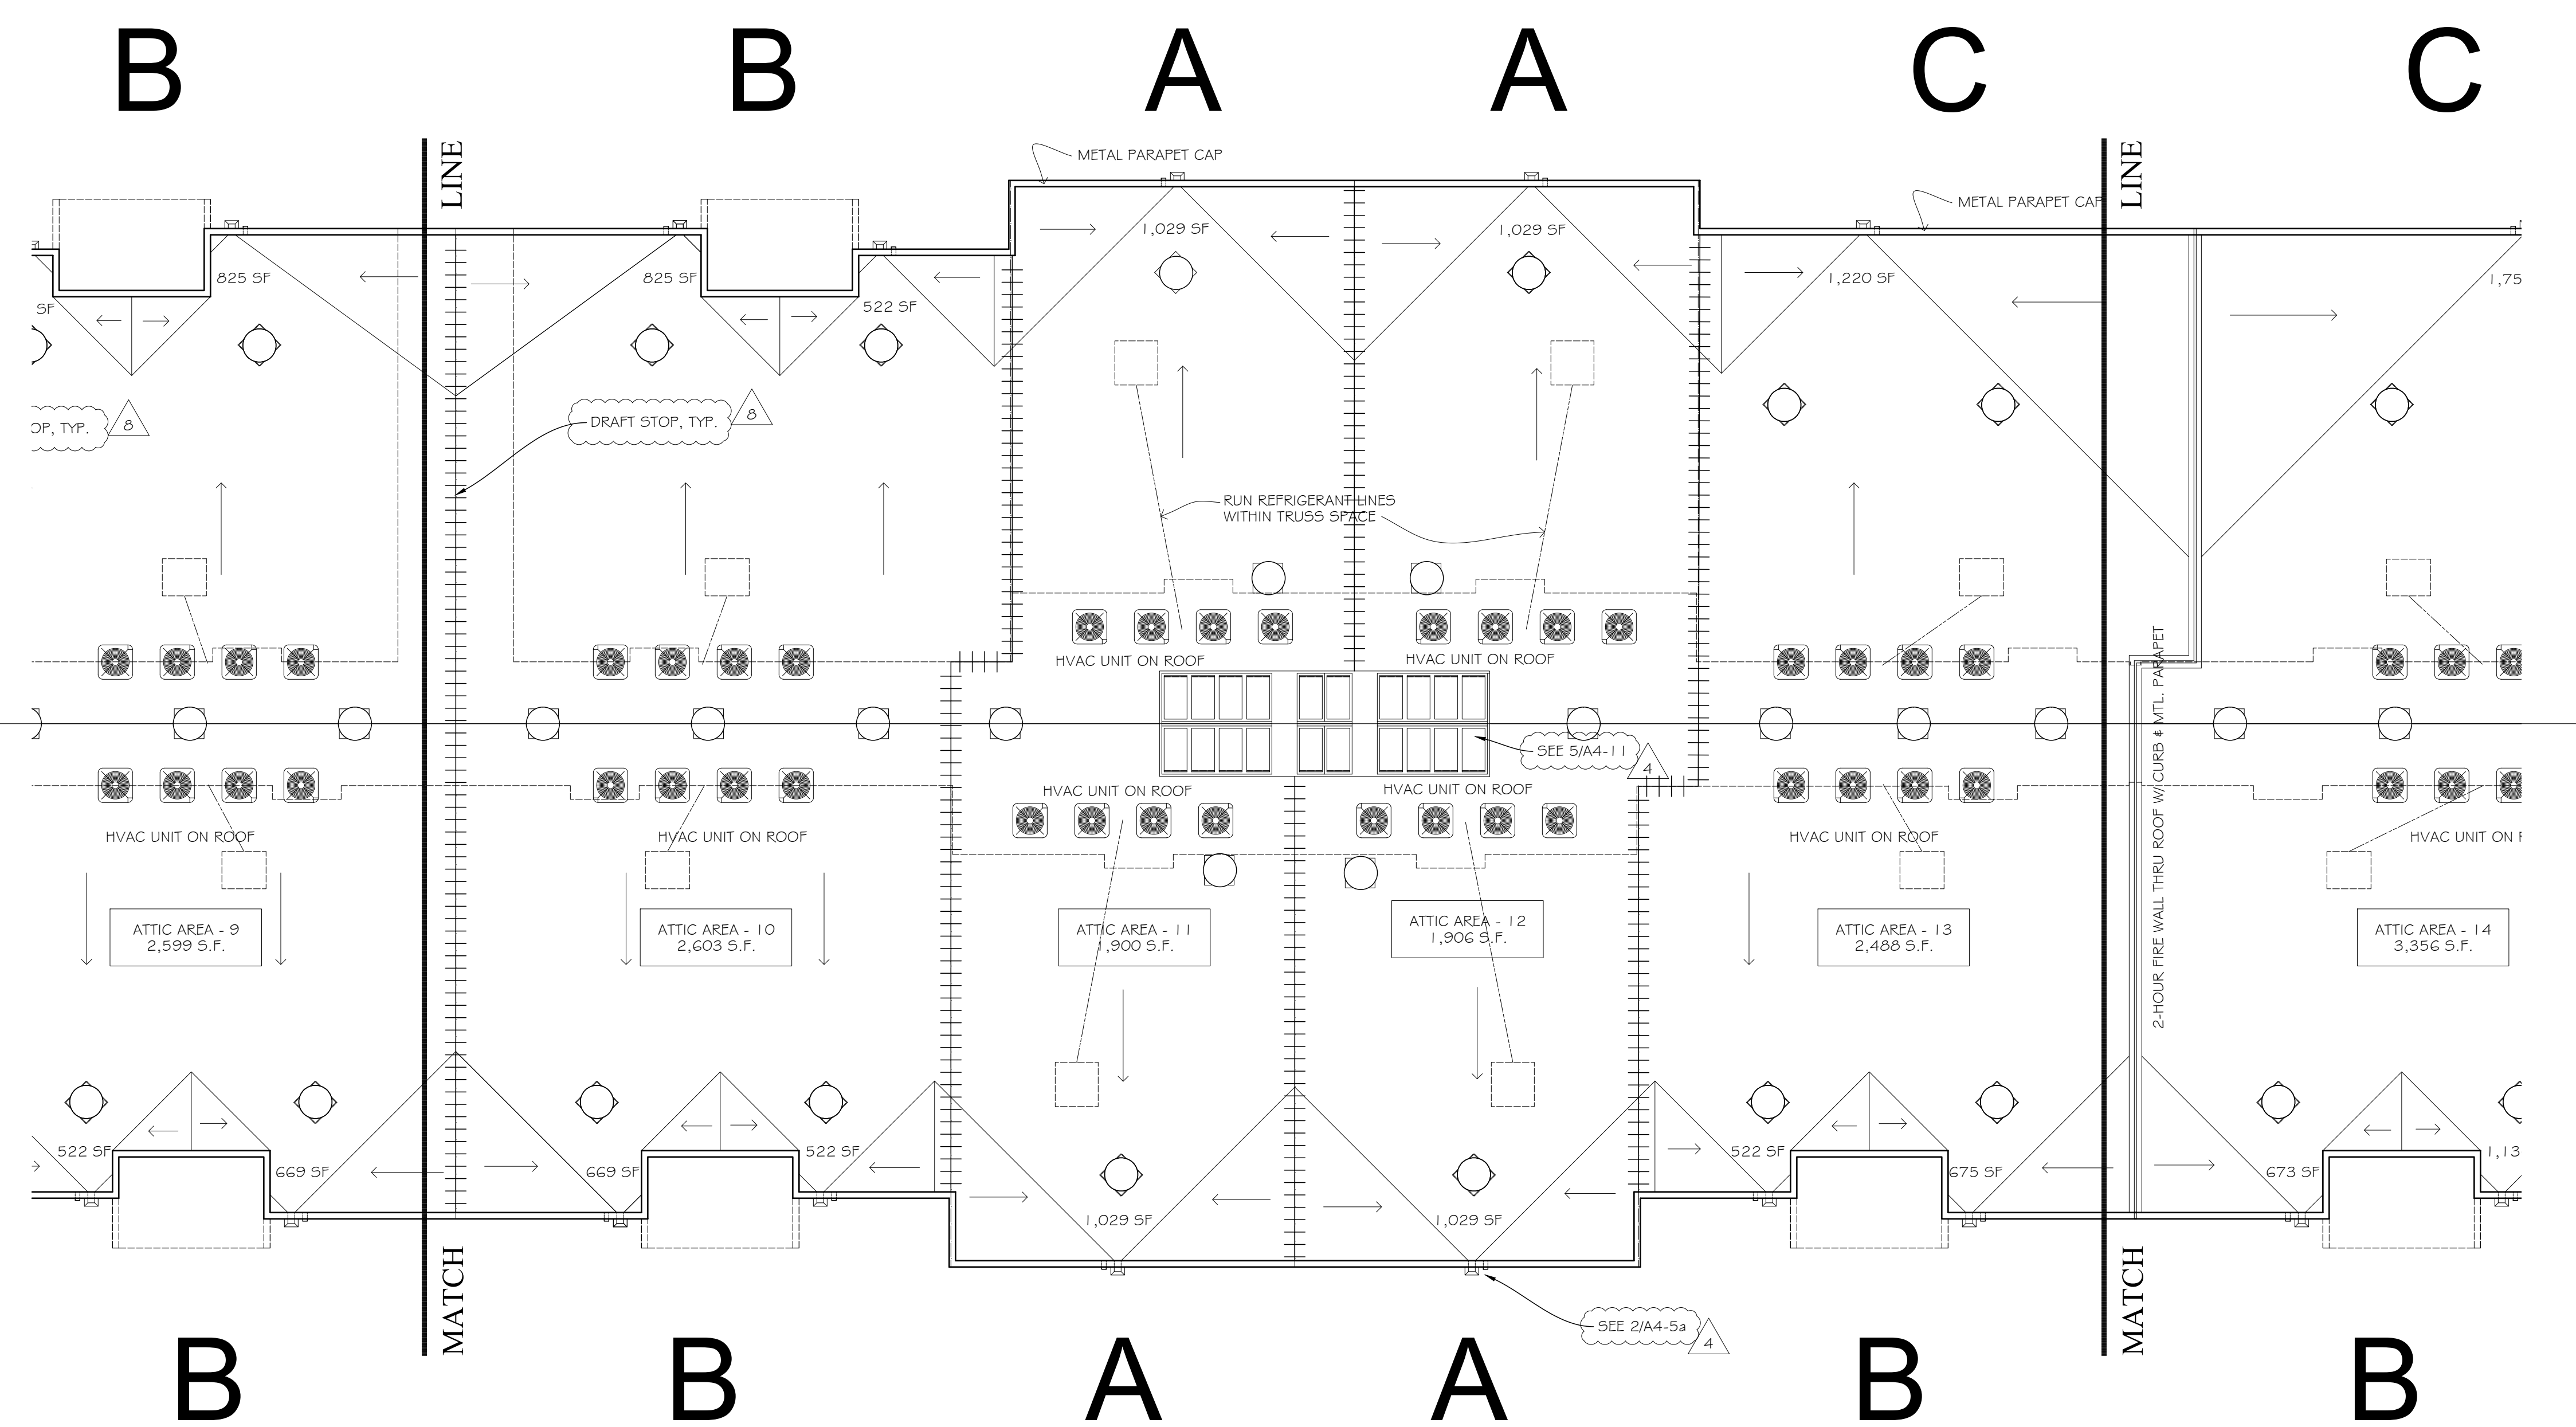 B
B
A
A
C
C
LINE
METAL PARAPET CAP
LINE
METAL PARAPET CAP
1,029 SF
1,029 SF
825 SF
825 SF
522 SF
SF
1,220 SF
1,75
OP, TYP.
8
DRAFT STOP, TYP.
8
RUN REFRIGERANT LINES
WITHIN TRUSS SPACE
HVAC UNIT ON ROOF
HVAC UNIT ON ROOF
2-HOUR FIRE WALL THRU ROOF W/ CURB & MTL. PARAPET
SEE 5/A4-11
4
HVAC UNIT ON ROOF
HVAC UNIT ON ROOF
HVAC UNIT ON ROOF
HVAC UNIT ON ROOF
HVAC UNIT ON ROOF
HVAC UNIT ON
ATTIC AREA - 9
2,599 S.F.
ATTIC AREA - 10
2,603 S.F.
ATTIC AREA - 11
1,900 S.F.
ATTIC AREA - 12
1,906 S.F.
ATTIC AREA - 13
2,488 S.F.
ATTIC AREA - 14
3,356 S.F.
522 SF
669 SF
669 SF
522 SF
1,029 SF
1,029 SF
522 SF
675 SF
673 SF
1,13
MATCH
MATCH
SEE 2/A4-5a
4
B
B
A
A
B
B